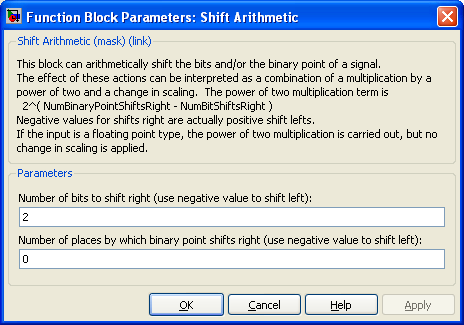 Function Block Parameters: Shift Arithmetic
Shift Arithmetic (mask) (link)
This block can arithmetically shift the bits and/or the binary point of a signal.
The effect of these actions can be interpreted as a combination of a multiplication by a
power of two and a change in scaling.  The power of two multiplication term is
2^( NumBinaryPointShiftsRight - NumBitShiftsRight )
Negative values for shifts right are actually positive shift lefts.
If the input is a floating point type, the power of two multiplication is carried out, but no
change in scaling is applied.
Parameters
Number of bits to shift right (use negative value to shift left):
2
Number of places by which binary point shifts right (use negative value to shift left):
0
OK Cancel Help Apply